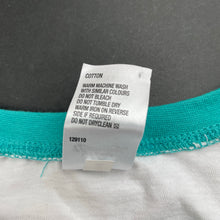 COTTON
WARM MACHINE WASH
WITH SIMILAR COLOURS
DO NOT BLEACH
DO NOT TUMBLE DRY
WARM IRON ON REVERSE
SIDE IF REQUIRED
DO NOT DRYCLEAN
129110